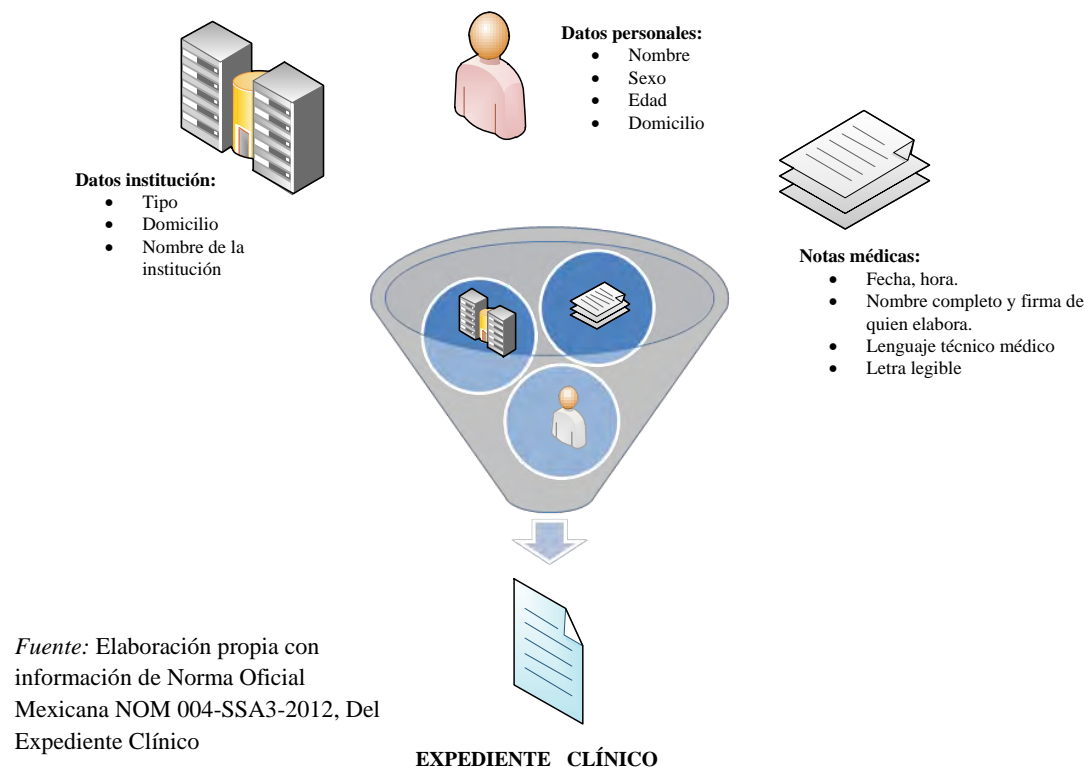 Datos personales:
• Nombre
• Sexo
• Edad
• Domicilio
Datos institución:
• Tipo
• Domicilio
• Nombre de la
institución
Notas médicas:
• Fecha, hora.
• Nombre completo y firma de
quien elabora.
• Lenguaje técnico médico
• Letra legible
Fuente: Elaboración propia con
información de Norma Oficial
Mexicana NOM 004-SSA3-2012, Del
Expediente Clínico
EXPEDIENTE CLÍNICO